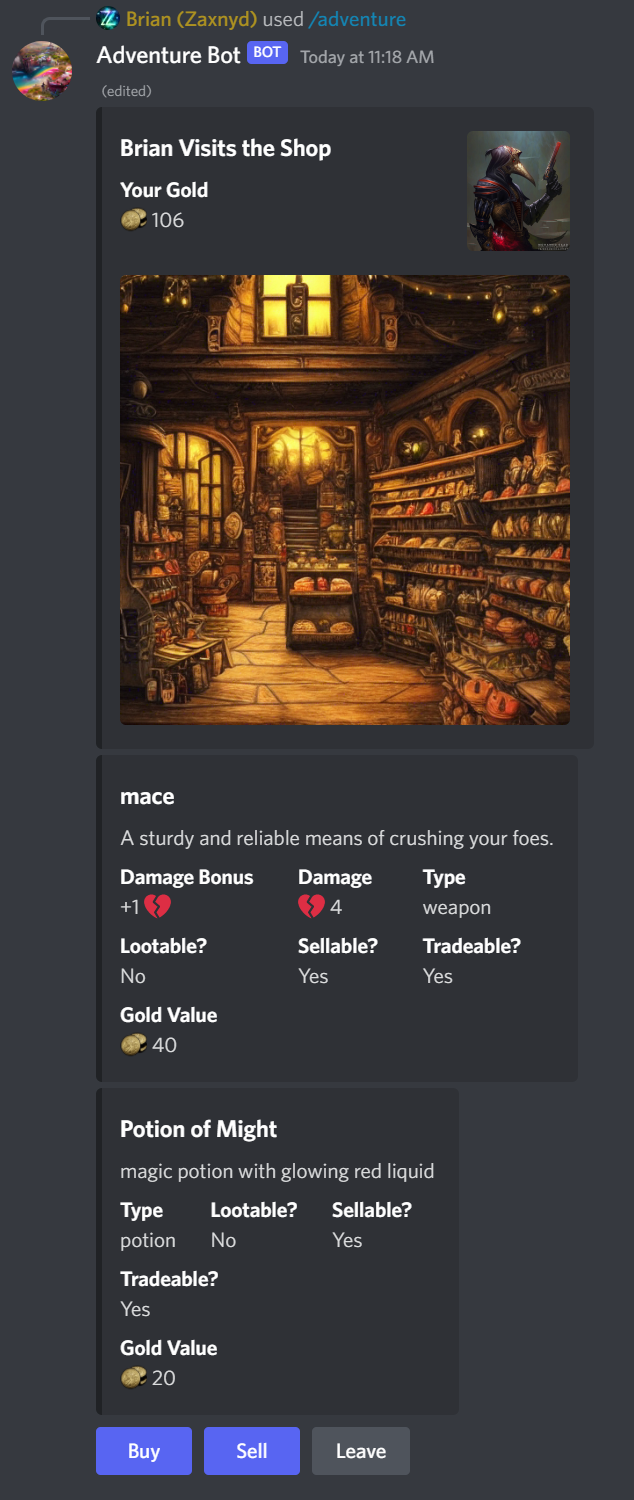 Brian (Zaxnyd) used /adventure
Adventure Bot BOT Today at 11:18 AM
(edited)
Brian Visits the Shop
Your Gold
106
mace
A sturdy and reliable means of crushing your foes.
Damage Bonus Damage Type
+1 4 weapon
Lootable? Sellable? Tradeable?
No Yes Yes
Gold Value
40
Potion of Might
magic potion with glowing red liquid
Type Lootable? Sellable?
potion No Yes
Tradeable?
Yes
Gold Value
20
Buy Sell Leave